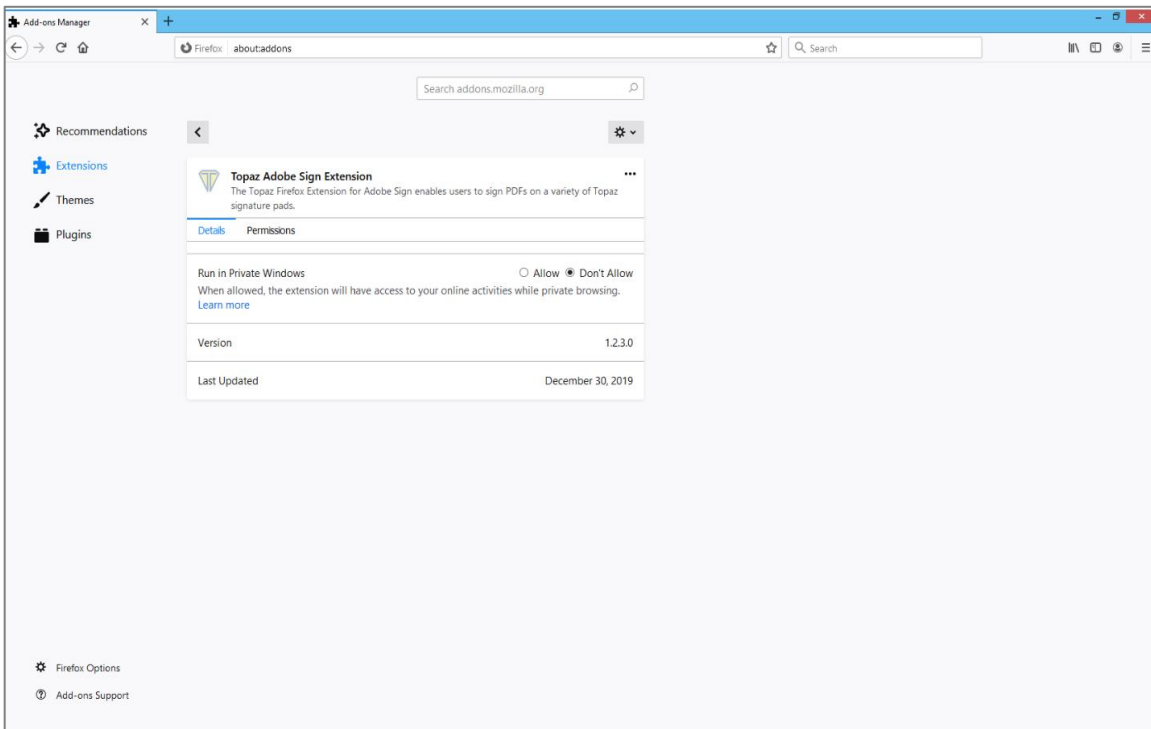 Add-ons Manager
Firefox about:addons
Search
Search addons.mozilla.org
Recommendations
Extensions
Themes
Plugins
Topaz Adobe Sign Extension
The Topaz Firefox Extension for Adobe Sign enables users to sign PDFs on a variety of Topaz
signature pads.
Details Permissions
Run in Private Windows Allow Don't Allow
When allowed, the extension will have access to your online activities while private browsing.
Learn more
Version 1.2.3.0
Last Updated December 30, 2019
Firefox Options
Add-ons Support